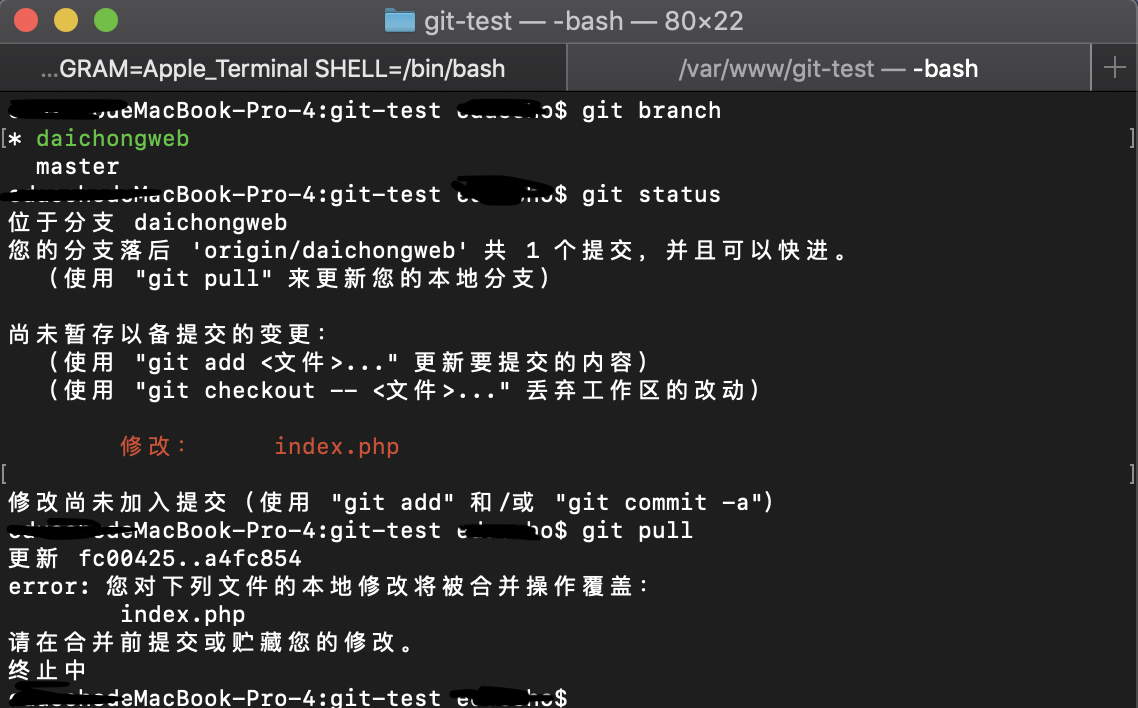 git-test — -bash — 80×22
...GRAM=Apple_Terminal SHELL=/bin/bash
/var/www/git-test — -bash
deMacBook-Pro-4:git-test $ git branch
* daichongweb
master
MacBook-Pro-4:git-test $ git status
位于分支 daichongweb
您的分支落后 'origin/daichongweb' 共 1 个提交，并且可以快进。
（使用 "git pull" 来更新您的本地分支）
尚未暂存以备提交的变更：
（使用 "git add <文件>..." 更新要提交的内容）
（使用 "git checkout -- <文件>..." 丢弃工作区的改动）
修改： index.php
修改尚未加入提交（使用 "git add" 和/或 "git commit -a"）
deMacBook-Pro-4:git-test $ git pull
更新 fc00425..a4fc854
error: 您对下列文件的本地修改将被合并操作覆盖：
index.php
请在合并前提交或贮藏您的修改。
终止中
deMacBook-Pro-4:git-test $